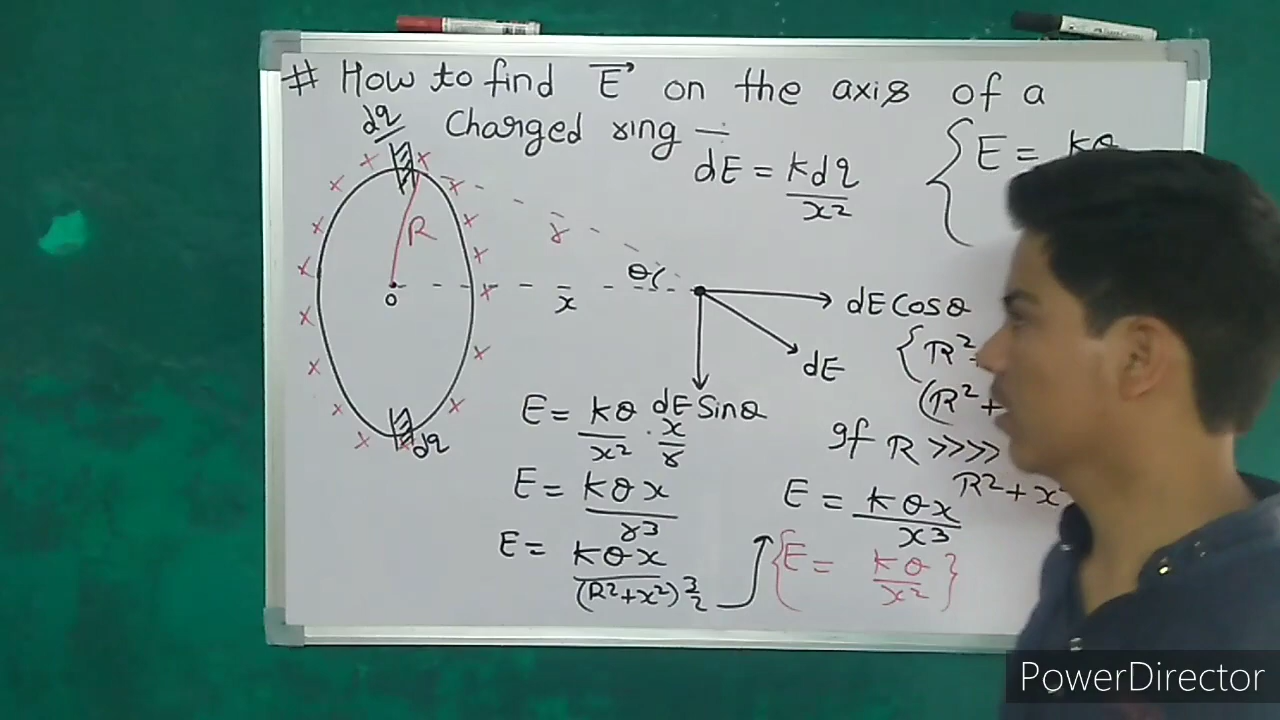 # How to find E⃗ on the axis of a
charged ring ÷
dq
dE = kdq/x²
E = kθ
R
r
θ
o
x
dE Cosθ
R²
dE
(R² +
dE Sinθ
E = kθ/x² · x/r
If R >>>>
dq
E = kθx/r3
R² + x
E = kθx/x3
E = kθx/(R²+x²)3/2
{E = kθ/x²}
PowerDirector